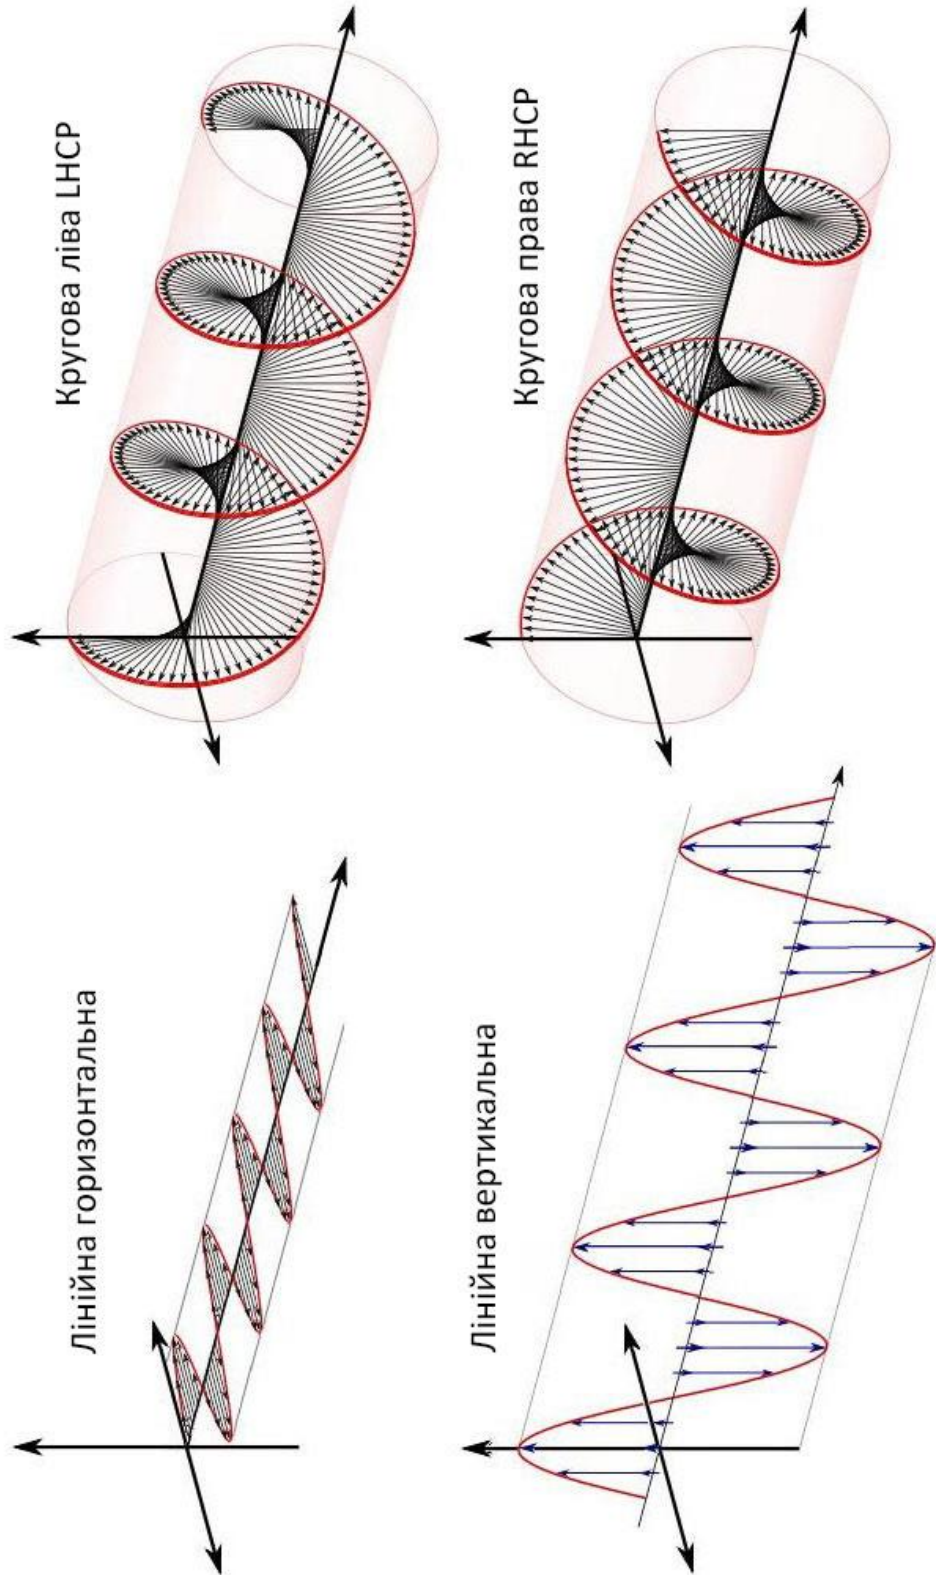 Лінійна горизонтальна
Кругова ліва LHCP
Лінійна вертикальна
Кругова права RHCP